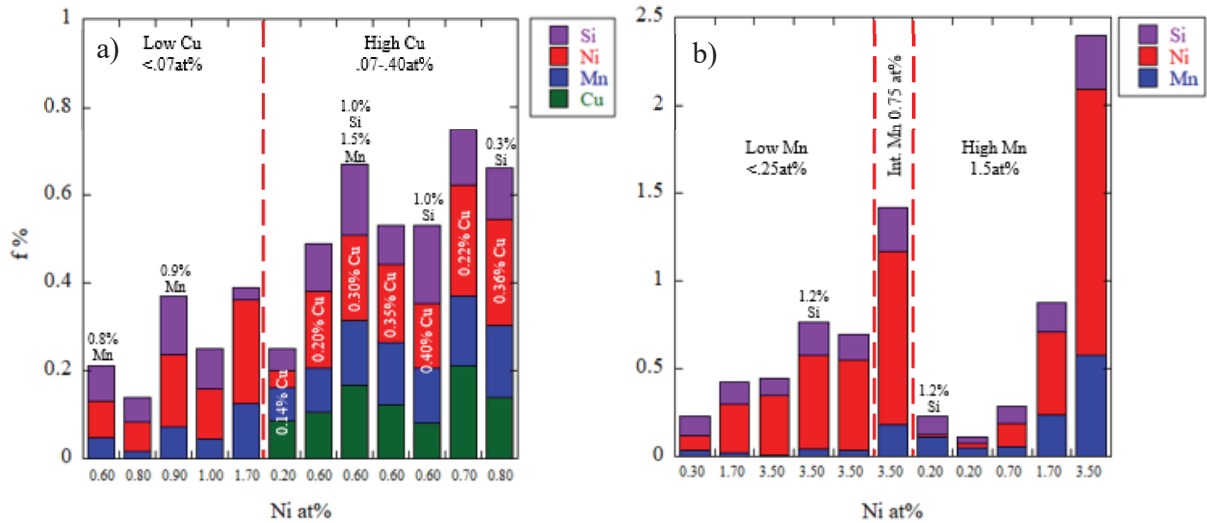 a)
Low Cu
<.07at%
High Cu
.07-.40at%
Si
Ni
Mn
Cu
1
0.8
0.6
0.4
0.2
0
f %
0.8%
Mn
0.9%
Mn
1.0%
Si
1.5%
Mn
1.0%
Si
0.3%
Si
0.14% Cu
0.20% Cu
0.30% Cu
0.35% Cu
0.40% Cu
0.22% Cu
0.36% Cu
0.60 0.80 0.90 1.00 1.70 0.20 0.60 0.60 0.60 0.60 0.70 0.80
Ni at%
b)
Low Mn
<.25at%
Int. Mn 0.75 at%
High Mn
1.5at%
Si
Ni
Mn
2.5
2
1.5
1
0.5
0
1.2%
Si
1.2%
Si
0.30 1.70 3.50 3.50 3.50 3.50 0.20 0.20 0.70 1.70 3.50
Ni at%